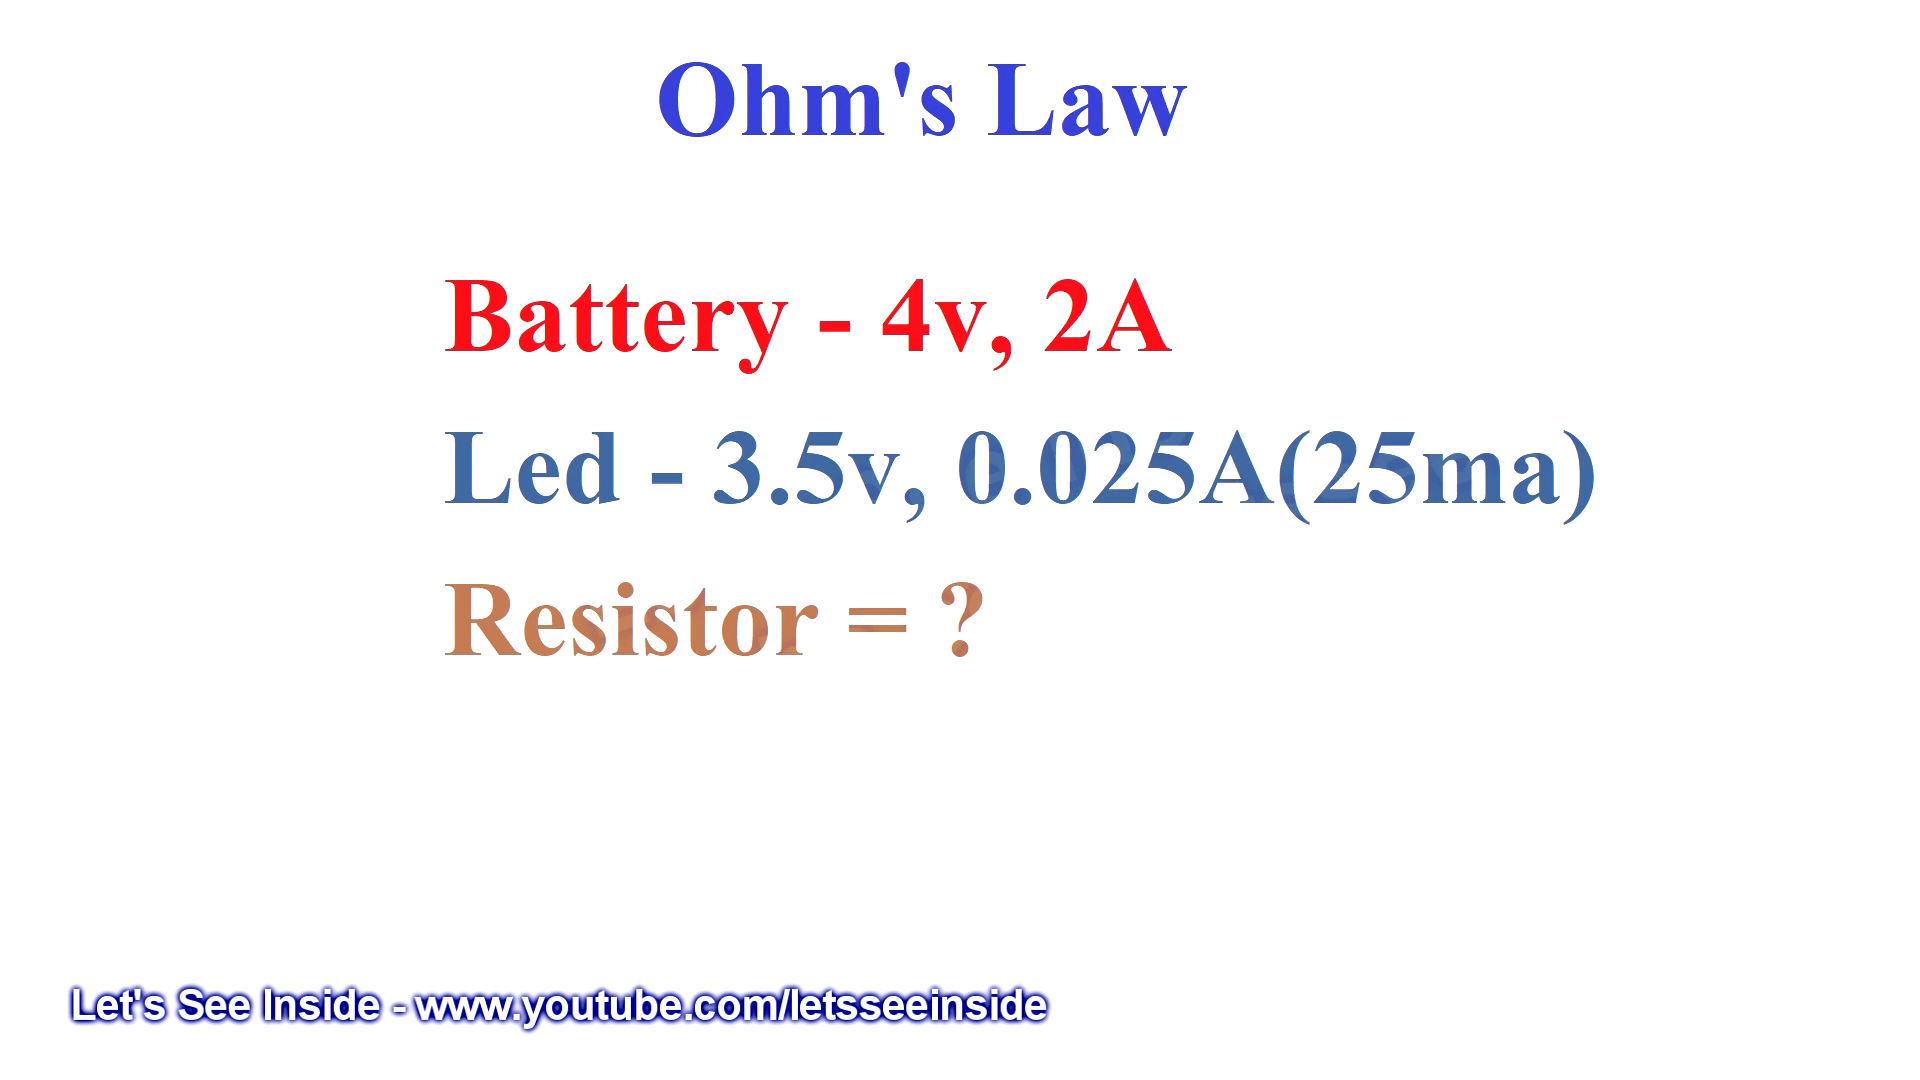 Ohm's Law
Battery - 4v, 2A
Led - 3.5v, 0.025A(25ma)
Resistor = ?
Let's See Inside - www.youtube.com/letsseeinside